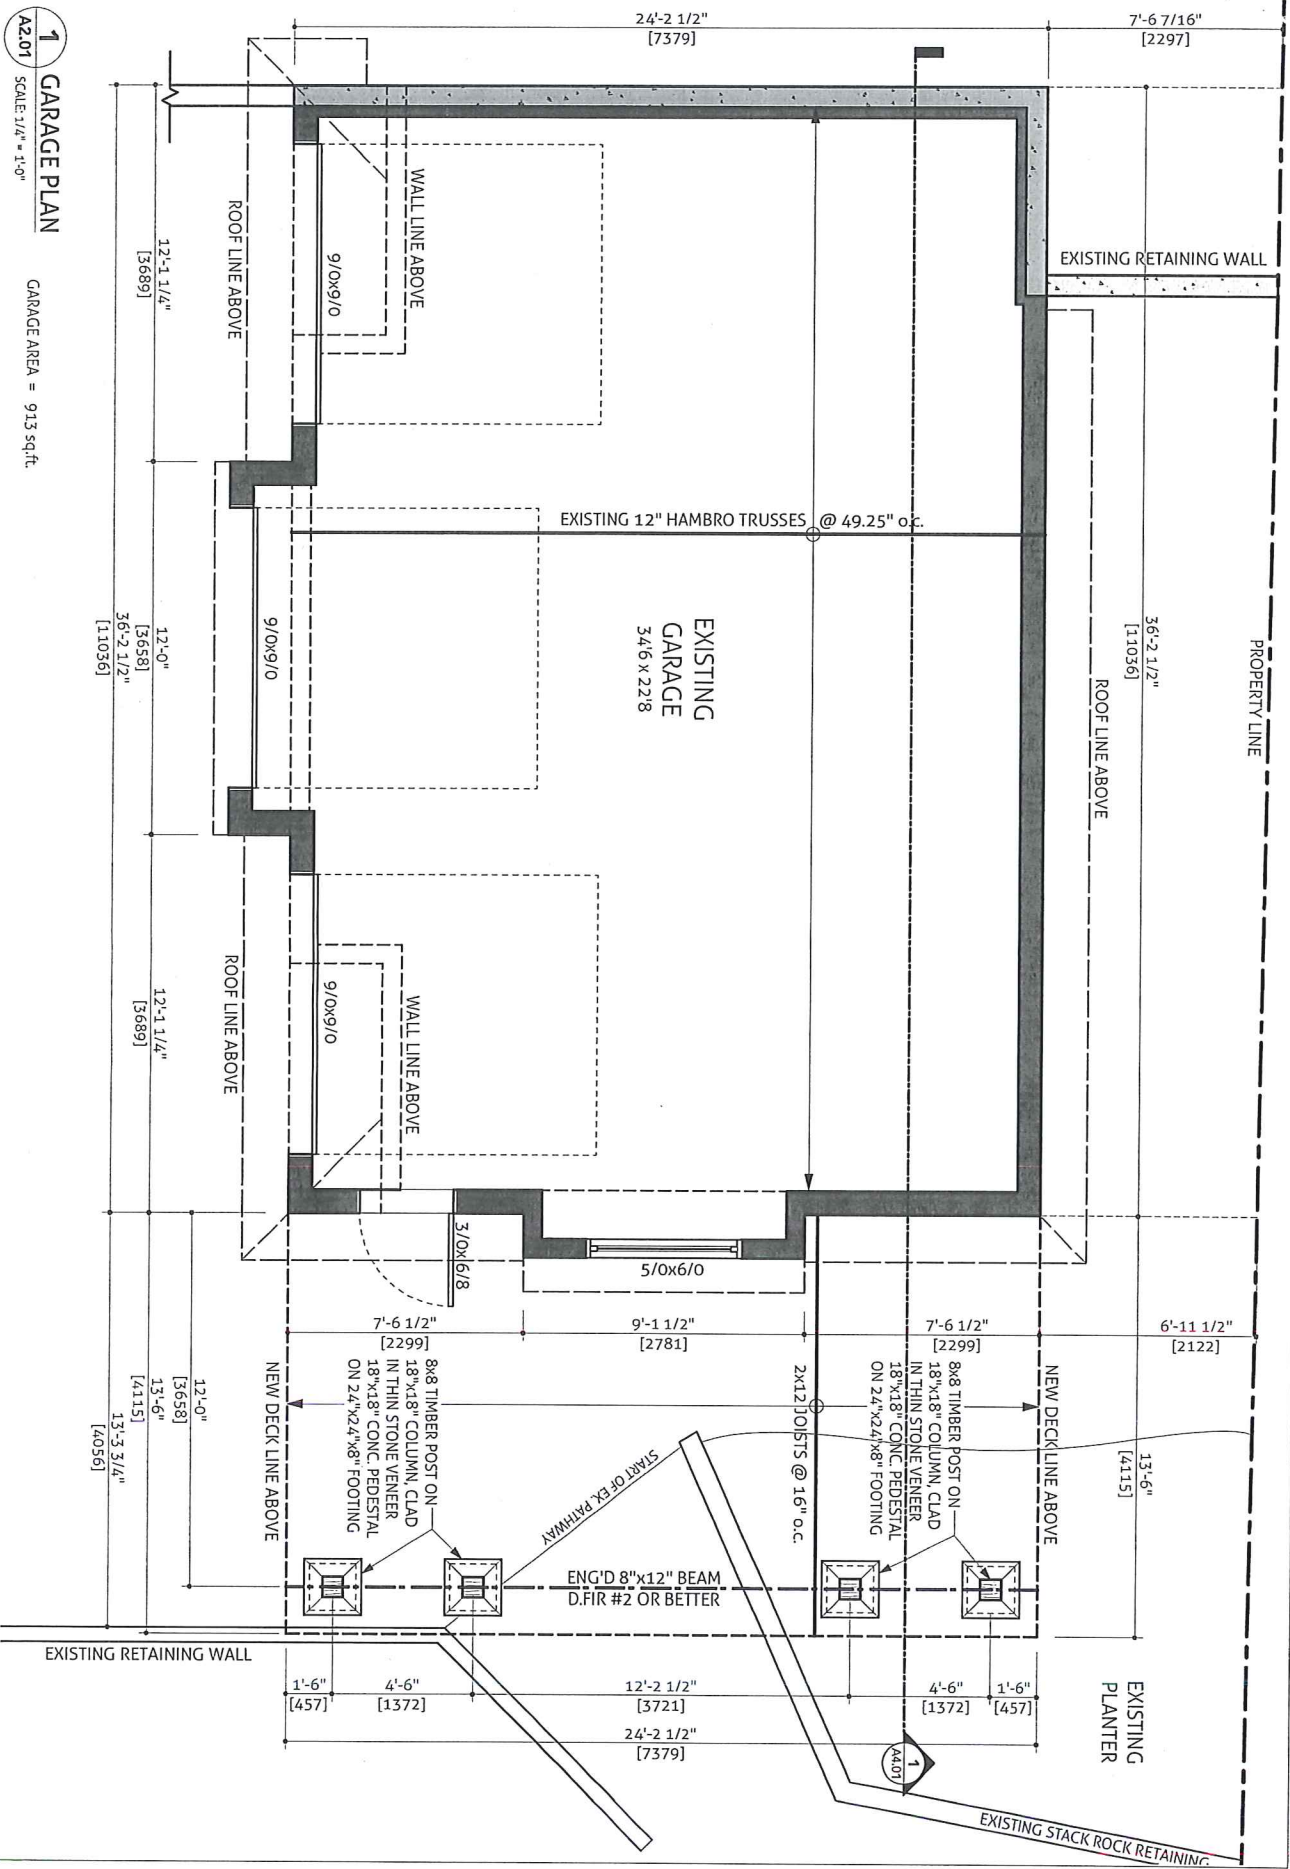 24'-2 1/2"
[7379]
7'-6 7/16"
[2297]
1
A2.01
GARAGE PLAN
SCALE: 1/4" = 1'-0"
GARAGE AREA = 913 sq.ft.
EXISTING RETAINING WALL
WALL LINE ABOVE
ROOF LINE ABOVE
9/0x9/0
12'-1 1/4"
[3689]
EXISTING 12" HAMBRO TRUSSES @ 49.25" o.c.
EXISTING
GARAGE
34'6 x 22'8
36'-2 1/2"
[11036]
PROPERTY LINE
ROOF LINE ABOVE
9/0x9/0
12'-0"
[3658]
36'-2 1/2"
[11036]
9/0x9/0
WALL LINE ABOVE
ROOF LINE ABOVE
12'-1 1/4"
[3689]
3/0x6/8
5/0x6/0
7'-6 1/2"
[2299]
9'-1 1/2"
[2781]
7'-6 1/2"
[2299]
6'-11 1/2"
[2122]
NEW DECK LINE ABOVE
8x8 TIMBER POST ON
18"x18" COLUMN, CLAD
IN THIN STONE VENEER
18"x18" CONC. PEDESTAL
ON 24"x24"x8" FOOTING
2x12 JOISTS @ 16" o.c.
8x8 TIMBER POST ON
18"x18" COLUMN, CLAD
IN THIN STONE VENEER
18"x18" CONC. PEDESTAL
ON 24"x24"x8" FOOTING
NEW DECK LINE ABOVE
13'-6"
[4115]
12'-0"
[3658]
13'-6"
[4115]
13'-3 3/4"
[4056]
START OF EX PATHWAY
ENG'D 8"x12" BEAM
D.FIR #2 OR BETTER
EXISTING RETAINING WALL
1'-6"
[457]
4'-6"
[1372]
12'-2 1/2"
[3721]
4'-6"
[1372]
1'-6"
[457]
24'-2 1/2"
[7379]
EXISTING
PLANTER
1
A4.01
EXISTING STACK ROCK RETAINING